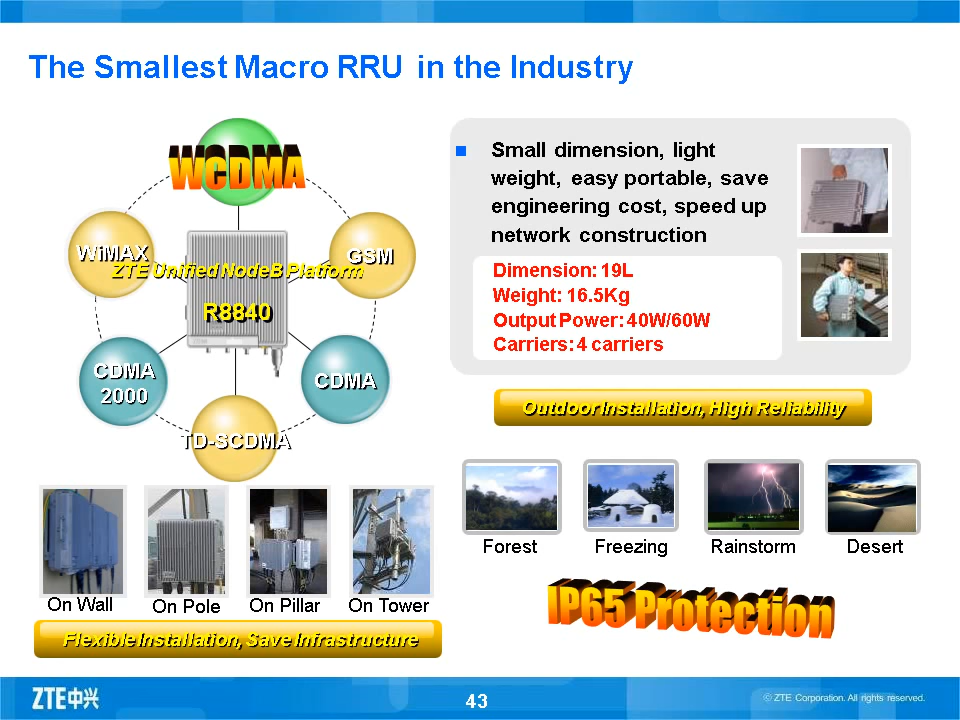 The Smallest Macro RRU in the Industry
WCDMA
WiMAX
GSM
ZTE Unified NodeB Platform
R8840
CDMA
2000
CDMA
TD-SCDMA
Small dimension, light
weight, easy portable, save
engineering cost, speed up
network construction
Dimension: 19L
Weight: 16.5Kg
Output Power: 40W/60W
Carriers: 4 carriers
Outdoor Installation, High Reliability
Forest
Freezing
Rainstorm
Desert
IP65 Protection
On Wall
On Pole
On Pillar
On Tower
Flexible Installation, Save Infrastructure
ZTE中兴
43
© ZTE Corporation. All rights reserved.